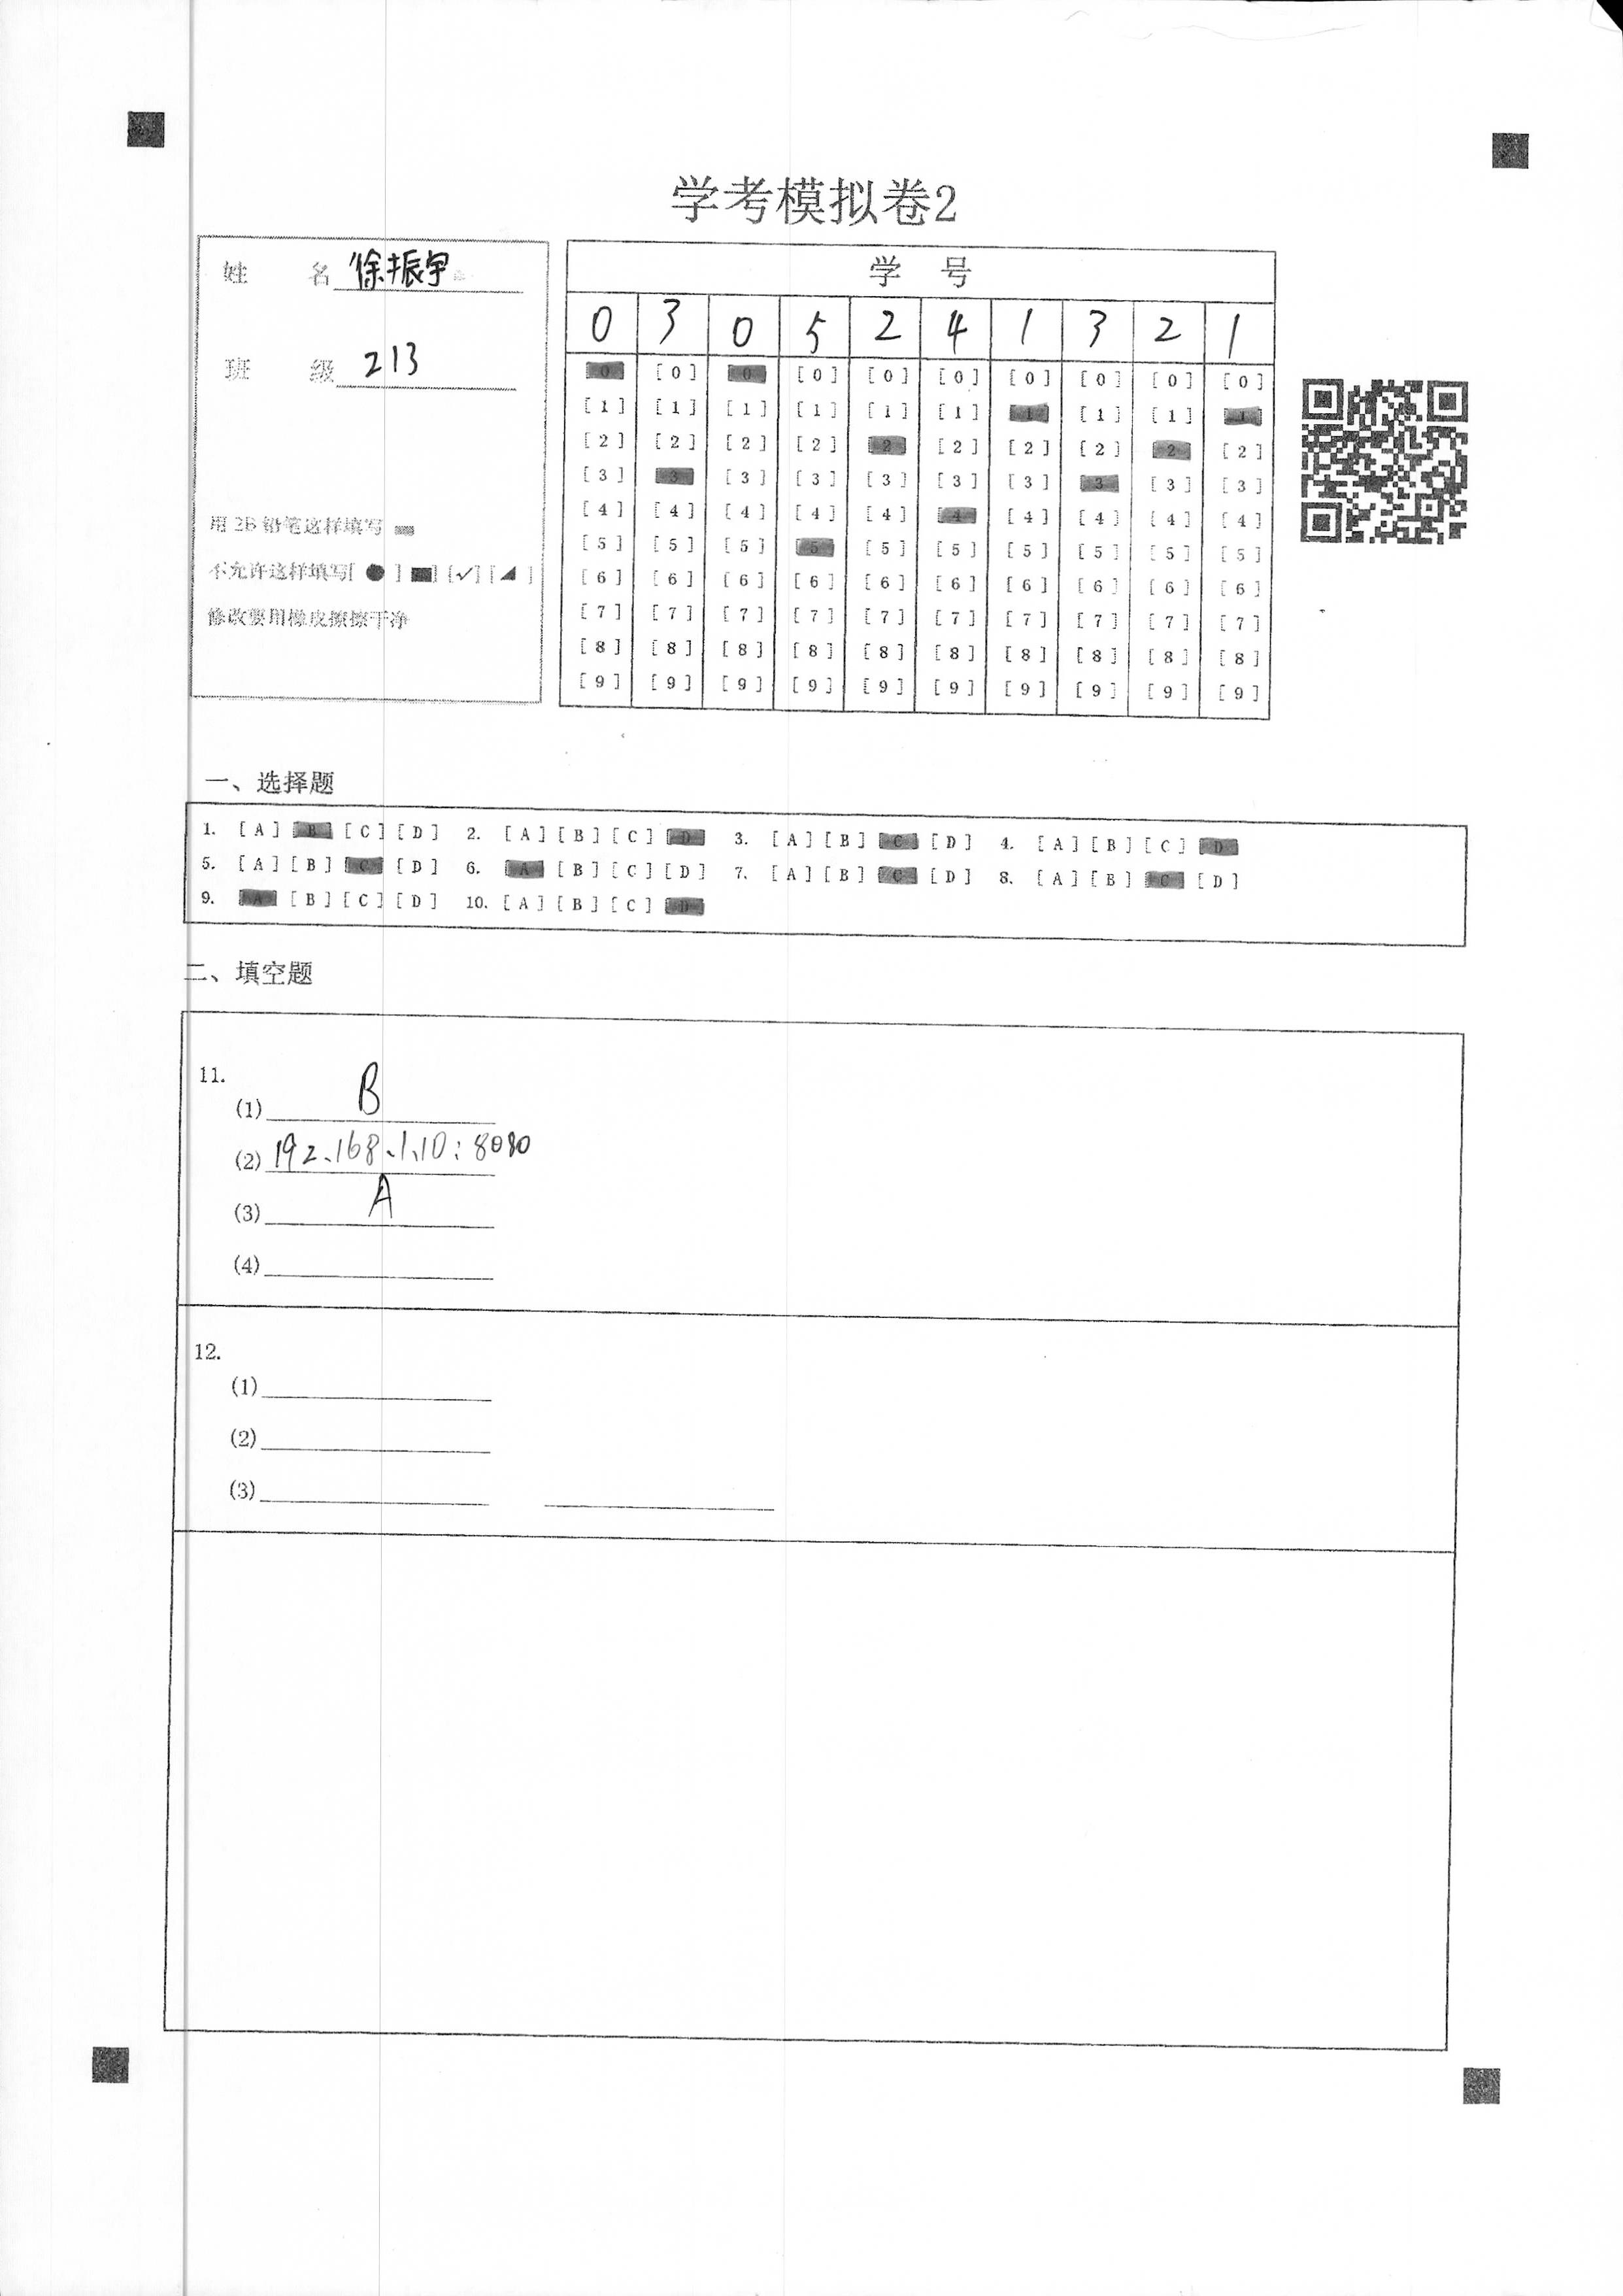 学考模拟卷2
姓 名 徐振宇
班 级 213
用 2B 铅笔这样填写
不允许这样填写[ ● ] [■] [✓] [◢ ]
修改要用橡皮擦擦干净
学 号
0 3 0 5 2 4 1 3 2 1
[0] [0] [0] [0] [0] [0] [0] [0] [0] [0]
[1] [1] [1] [1] [1] [1] [1] [1] [1] [1]
[2] [2] [2] [2] [2] [2] [2] [2] [2] [2]
[3] [3] [3] [3] [3] [3] [3] [3] [3] [3]
[4] [4] [4] [4] [4] [4] [4] [4] [4] [4]
[5] [5] [5] [5] [5] [5] [5] [5] [5] [5]
[6] [6] [6] [6] [6] [6] [6] [6] [6] [6]
[7] [7] [7] [7] [7] [7] [7] [7] [7] [7]
[8] [8] [8] [8] [8] [8] [8] [8] [8] [8]
[9] [9] [9] [9] [9] [9] [9] [9] [9] [9]
一、选择题
1. [A] [B] [C] [D] 2. [A] [B] [C] [D] 3. [A] [B] [C] [D] 4. [A] [B] [C] [D]
5. [A] [B] [C] [D] 6. [A] [B] [C] [D] 7. [A] [B] [C] [D] 8. [A] [B] [C] [D]
9. [A] [B] [C] [D] 10. [A] [B] [C] [D]
二、填空题
11.
(1) B
(2) 192.168.1.10:8080
(3) A
(4)
12.
(1)
(2)
(3)